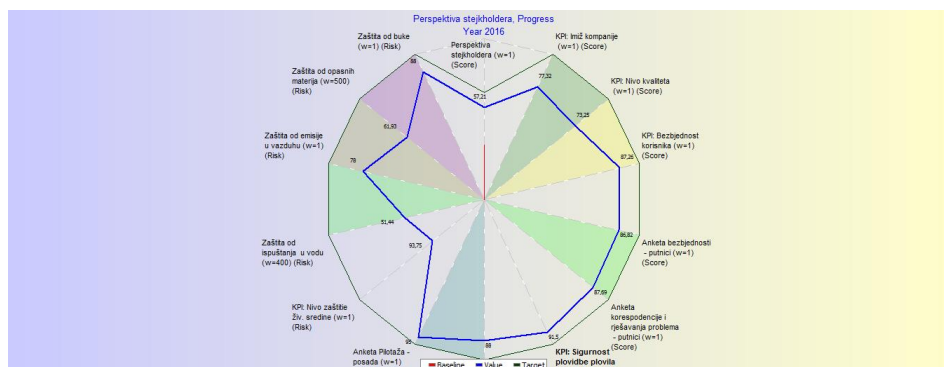 Perspektiva stejkholdera, Progress
Year 2016
Zaštita od buke
(w=1) (Risk)
88
Perspektiva
stejkholdera (w=1)
(Score)
57,21
KPI: Imiž kompanije
(w=1) (Score)
77,32
KPI: Nivo kvaliteta
(w=1) (Score)
73,25
KPI: Bezbjednost
korisnika (w=1)
(Score)
87,26
Anketa bezbjednosti
- putnici (w=1)
(Score)
86,82
Anketa
korespodencije i
rješavanja problema
- putnici (w=1)
(Score)
87,69
KPI: Sigurnost
plovidbe plovila
91,5
88
Anketa Pilotaža -
posada (w=1)
95
KPI: Nivo zaštitie
živ. sredine (w=1)
(Risk)
93,75
Zaštita od
ispuštanja u vodu
(w=400) (Risk)
51,44
Zaštita od emisije
u vazduhu (w=1)
(Risk)
78
Zaštita od opasnih
materija (w=500)
(Risk)
61,93
Baseline Value Target